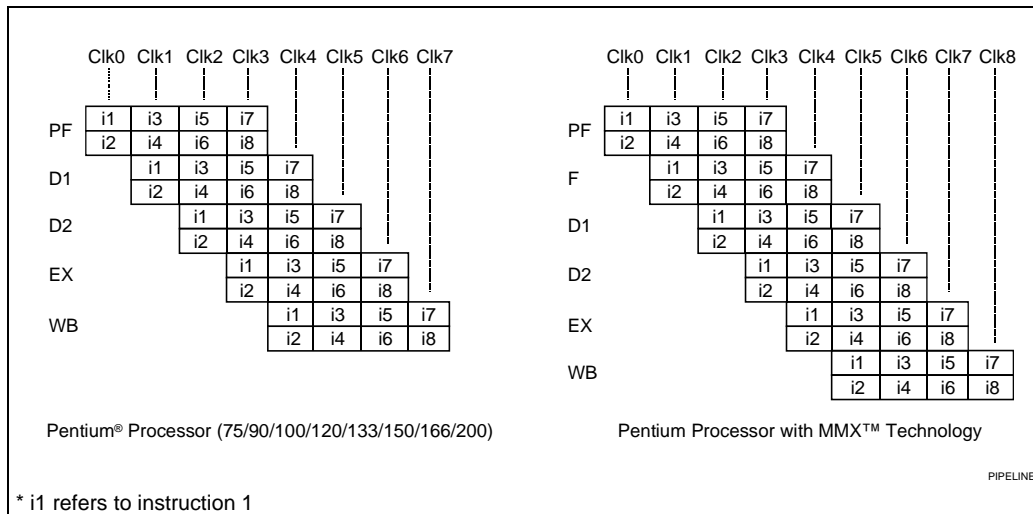 Clk0 Clk1 Clk2 Clk3 Clk4 Clk5 Clk6 Clk7
PF
i1 i3 i5 i7
i2 i4 i6 i8
D1
i1 i3 i5 i7
i2 i4 i6 i8
D2
i1 i3 i5 i7
i2 i4 i6 i8
EX
i1 i3 i5 i7
i2 i4 i6 i8
WB
i1 i3 i5 i7
i2 i4 i6 i8
Pentium® Processor (75/90/100/120/133/150/166/200)
Clk0 Clk1 Clk2 Clk3 Clk4 Clk5 Clk6 Clk7 Clk8
PF
i1 i3 i5 i7
i2 i4 i6 i8
F
i1 i3 i5 i7
i2 i4 i6 i8
D1
i1 i3 i5 i7
i2 i4 i6 i8
D2
i1 i3 i5 i7
i2 i4 i6 i8
EX
i1 i3 i5 i7
i2 i4 i6 i8
WB
i1 i3 i5 i7
i2 i4 i6 i8
Pentium Processor with MMX™ Technology
PIPELINE
* i1 refers to instruction 1